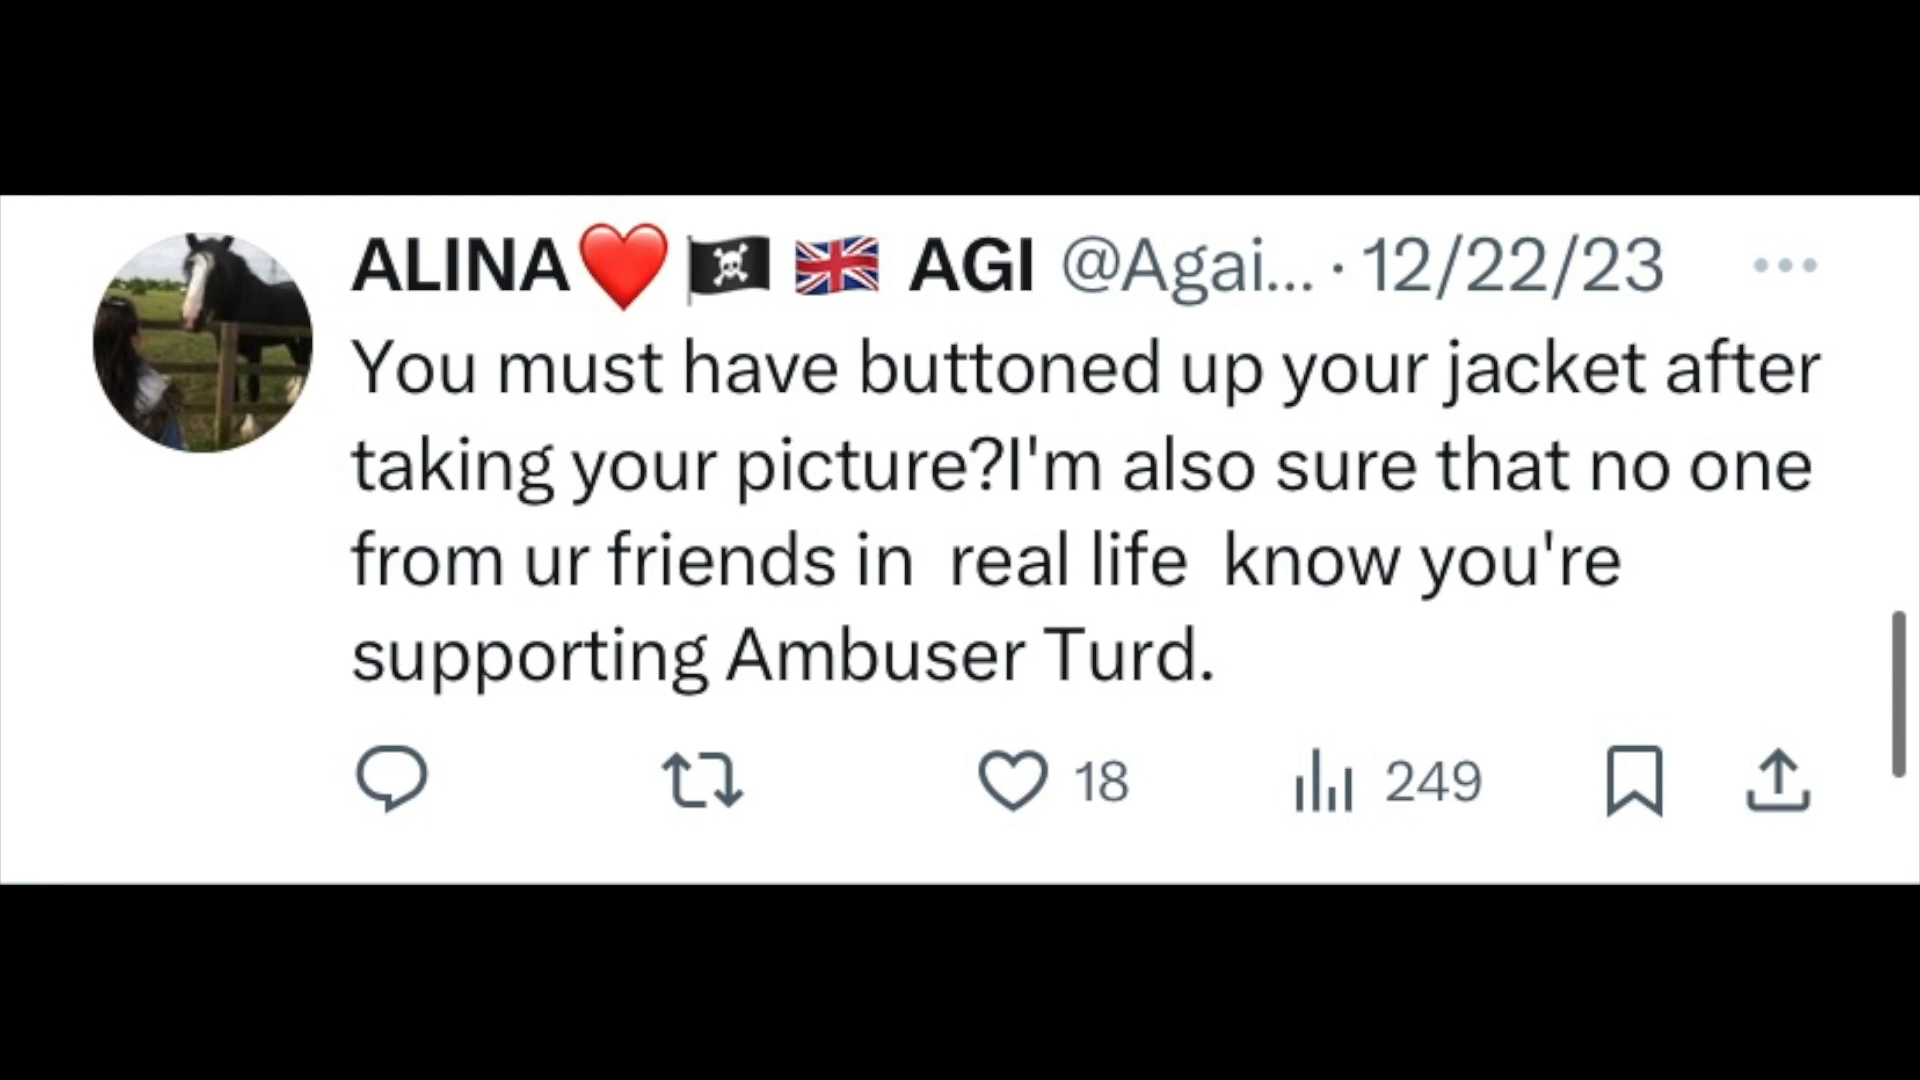 ALINA❤️🏴‍☠️🇬🇧 AGI @Agai... · 12/22/23
You must have buttoned up your jacket after
taking your picture?I'm also sure that no one
from ur friends in  real life  know you're
supporting Ambuser Turd.
18 249